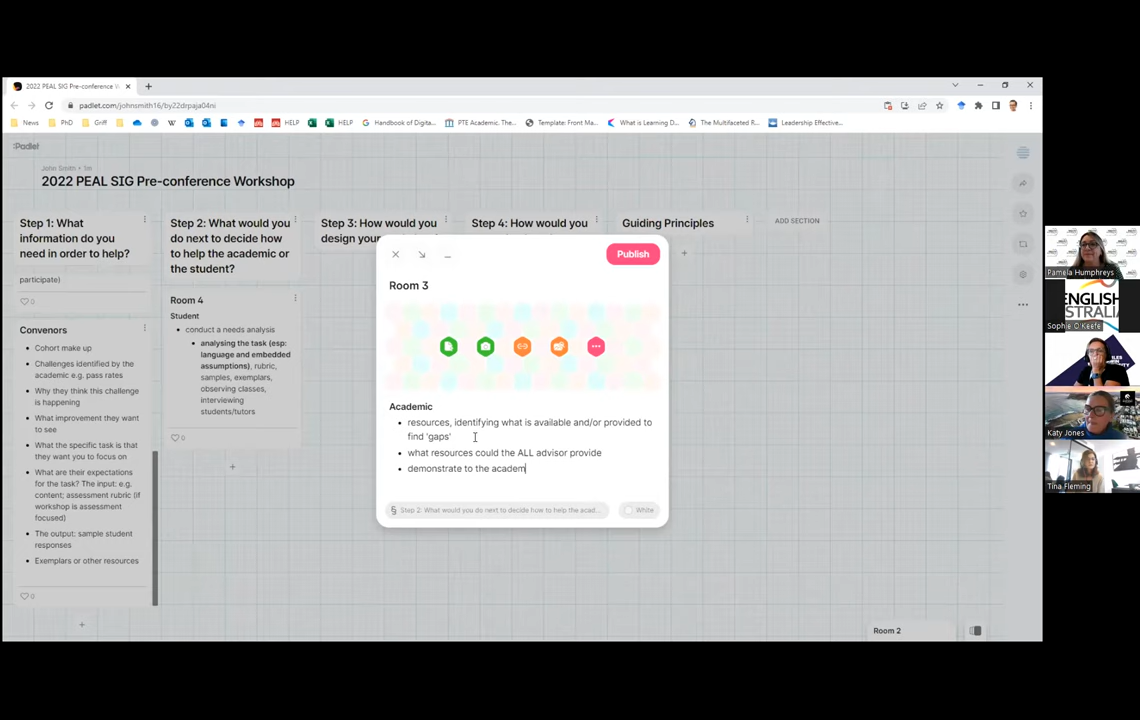 2022 PEAL SIG Pre-conference W
padlet.com/johnsmith16/by22drpaja04ni
News
PhD
Griff
HELP
HELP
Handbook of Digita...
PTE Academic. The...
Template: Front Ma...
What is Learning D...
The Multifaceted R...
Leadership Effective...
:Padlet
John Smith + 1m
2022 PEAL SIG Pre-conference Workshop
Step 1: What
information do you
need in order to help?
participate)
0
Convenors
Cohort make up
Challenges identified by the
academic e.g. pass rates
Why they think this challenge
is happening
What improvement they want
to see
What the specific task is that
they want you to focus on
What are their expectations
for the task? The input: e.g.
content; assessment rubric (if
workshop is assessment
focused)
The output: sample student
responses
Exemplars or other resources
0
Step 2: What would you
do next to decide how
to help the academic or
the student?
Room 4
Student
conduct a needs analysis
analysing the task (esp:
language and embedded
assumptions), rubric,
samples, exemplars,
observing classes,
interviewing
students/tutors
0
Step 3: How would you
design your
Step 4: How would you
Guiding Principles
ADD SECTION
Publish
Room 3
Academic
resources, identifying what is available and/or provided to
find 'gaps'
what resources could the ALL advisor provide
demonstrate to the academ
Step 2: What would you do next to decide how to help the acad...
White
Room 2
Pamela Humphreys
ENGLISH
Sophie O'Keefe
Katy Jones
Tina Fleming